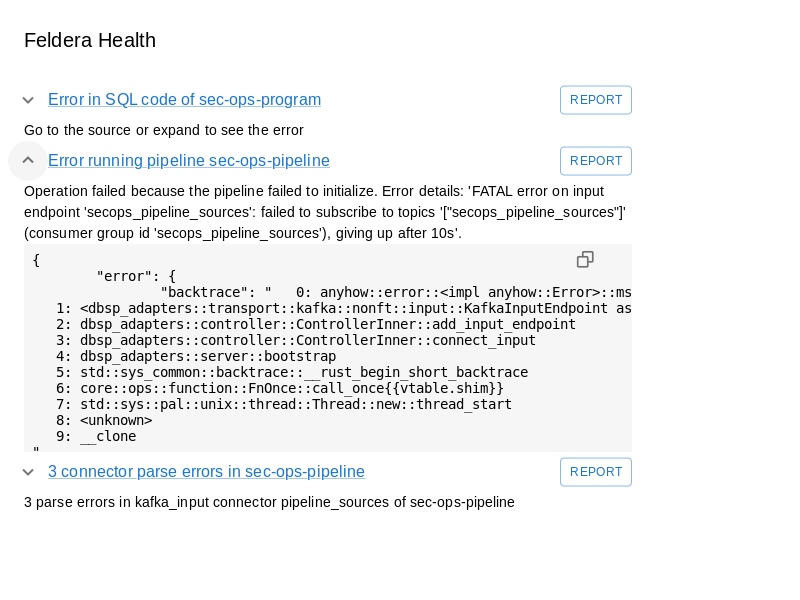 Feldera Health
Error in SQL code of sec-ops-program
REPORT
Go to the source or expand to see the error
Error running pipeline sec-ops-pipeline
REPORT
Operation failed because the pipeline failed to initialize. Error details: 'FATAL error on input
endpoint 'secops_pipeline_sources': failed to subscribe to topics '["secops_pipeline_sources"]'
(consumer group id 'secops_pipeline_sources'), giving up after 10s'.
{
        "error": {
                "backtrace": "   0: anyhow::error::<impl anyhow::Error>::ms
   1: <dbsp_adapters::transport::kafka::nonft::input::KafkaInputEndpoint as
   2: dbsp_adapters::controller::ControllerInner::add_input_endpoint
   3: dbsp_adapters::controller::ControllerInner::connect_input
   4: dbsp_adapters::server::bootstrap
   5: std::sys_common::backtrace::__rust_begin_short_backtrace
   6: core::ops::function::FnOnce::call_once{{vtable.shim}}
   7: std::sys::pal::unix::thread::Thread::new::thread_start
   8: <unknown>
   9: __clone
"
3 connector parse errors in sec-ops-pipeline
REPORT
3 parse errors in kafka_input connector pipeline_sources of sec-ops-pipeline